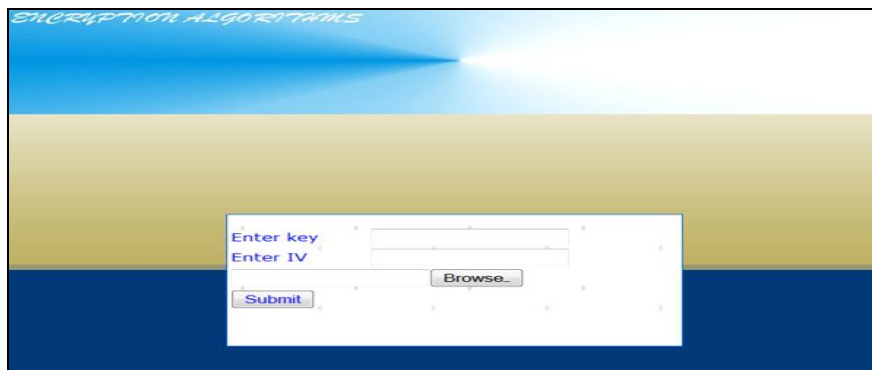 ENCRYPTION ALGORITHMS
Enter key
Enter IV
Browse_
Submit